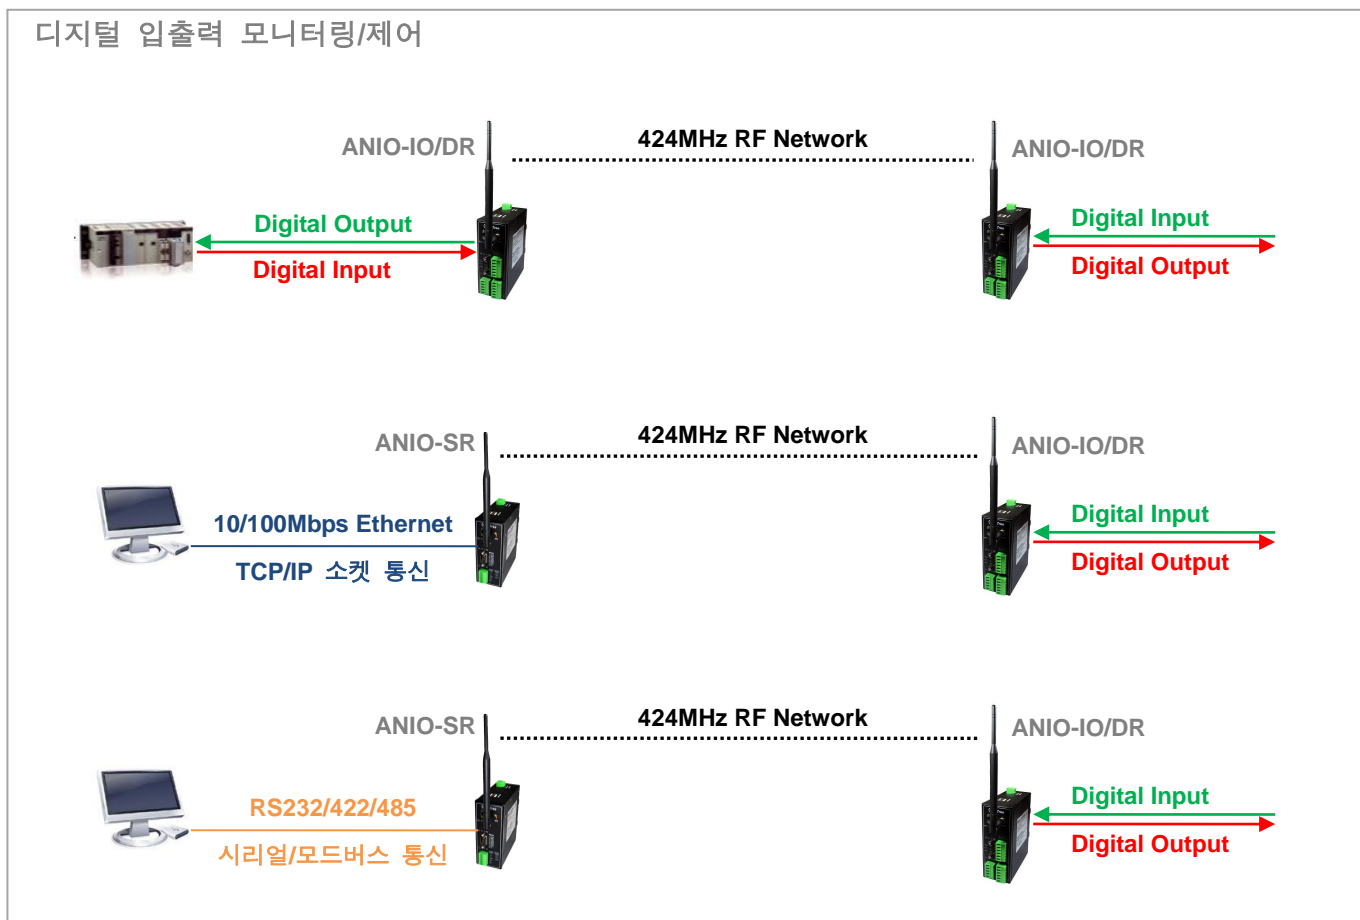 디지털 입출력 모니터링/제어
ANIO-IO/DR
424MHz RF Network
ANIO-IO/DR
Digital Output
Digital Input
Digital Input
Digital Output
ANIO-SR
424MHz RF Network
ANIO-IO/DR
10/100Mbps Ethernet
TCP/IP 소켓 통신
Digital Input
Digital Output
ANIO-SR
424MHz RF Network
ANIO-IO/DR
RS232/422/485
시리얼/모드버스 통신
Digital Input
Digital Output